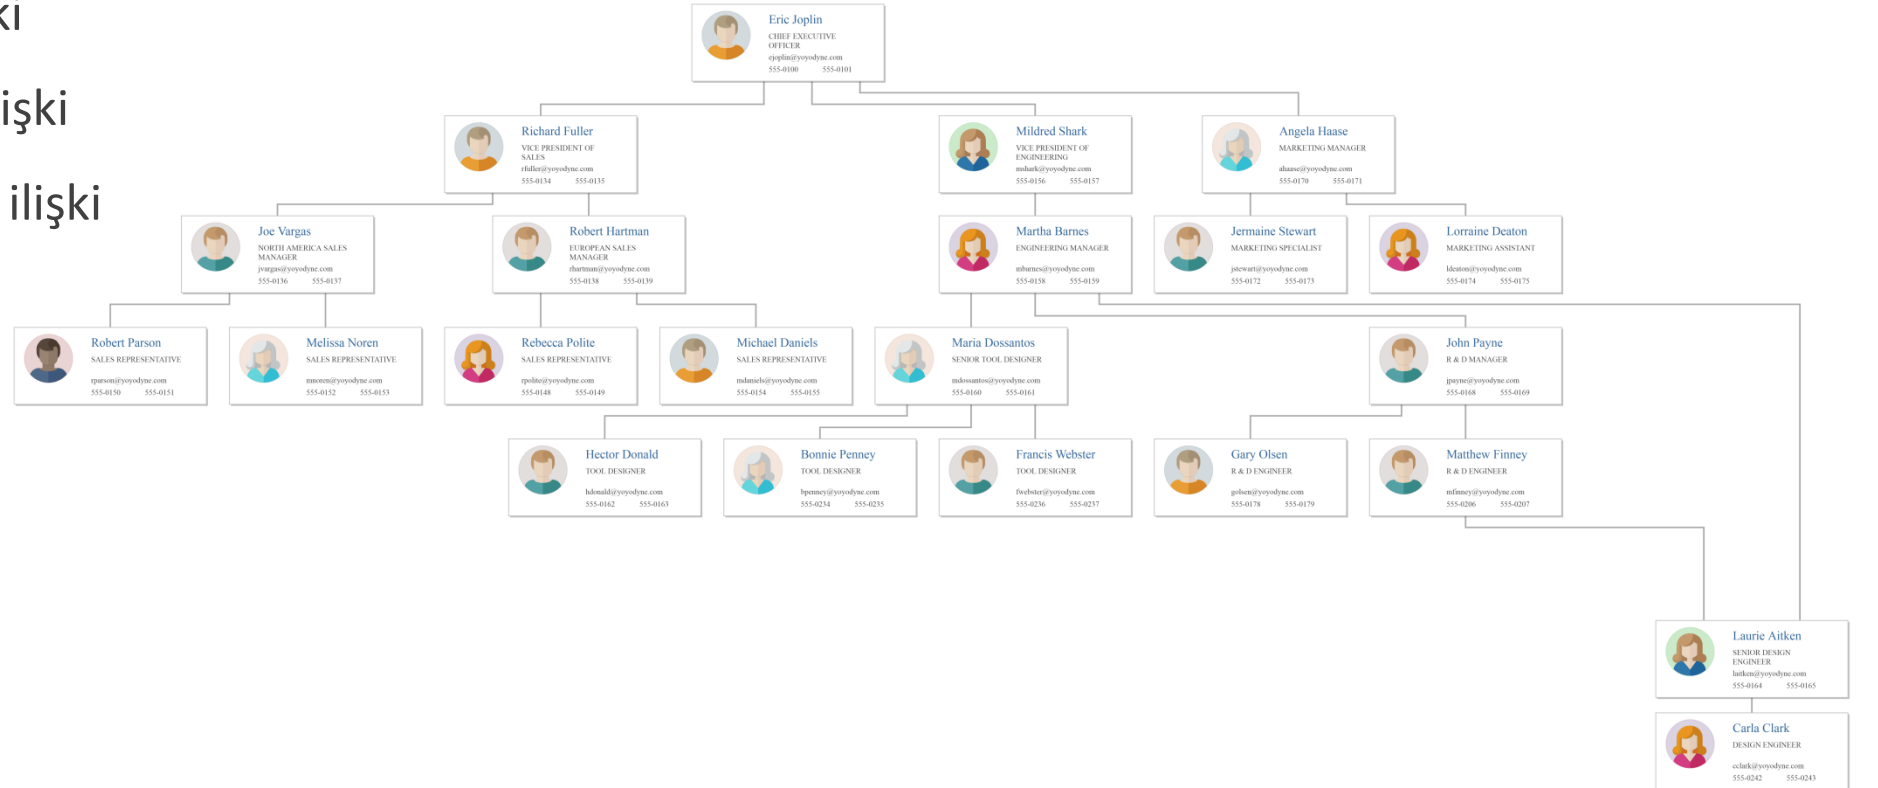 ki
işki
ilişki
Eric Joplin
CHIEF EXECUTIVE
OFFICER
ejoplin@yoyodyne.com
555-0100 555-0101
Richard Fuller
VICE PRESIDENT OF
SALES
rfuller@yoyodyne.com
555-0134 555-0135
Mildred Shark
VICE PRESIDENT OF
ENGINEERING
mshark@yoyodyne.com
555-0156 555-0157
Angela Haase
MARKETING MANAGER
ahaase@yoyodyne.com
555-0170 555-0171
Joe Vargas
NORTH AMERICA SALES
MANAGER
jvargas@yoyodyne.com
555-0136 555-0137
Robert Hartman
EUROPEAN SALES
MANAGER
rhartman@yoyodyne.com
555-0138 555-0139
Martha Barnes
ENGINEERING MANAGER
mbarnes@yoyodyne.com
555-0158 555-0159
Jermaine Stewart
MARKETING SPECIALIST
jstewart@yoyodyne.com
555-0172 555-0173
Lorraine Deaton
MARKETING ASSISTANT
ldeaton@yoyodyne.com
555-0174 555-0175
Robert Parson
SALES REPRESENTATIVE
rparson@yoyodyne.com
555-0150 555-0151
Melissa Noren
SALES REPRESENTATIVE
mnoren@yoyodyne.com
555-0152 555-0153
Rebecca Polite
SALES REPRESENTATIVE
rpolite@yoyodyne.com
555-0148 555-0149
Michael Daniels
SALES REPRESENTATIVE
mdaniels@yoyodyne.com
555-0154 555-0155
Maria Dossantos
SENIOR TOOL DESIGNER
mdossantos@yoyodyne.com
555-0160 555-0161
John Payne
R & D MANAGER
jpayne@yoyodyne.com
555-0168 555-0169
Hector Donald
TOOL DESIGNER
hdonald@yoyodyne.com
555-0162 555-0163
Bonnie Penney
TOOL DESIGNER
bpenney@yoyodyne.com
555-0234 555-0235
Francis Webster
TOOL DESIGNER
fwebster@yoyodyne.com
555-0236 555-0237
Gary Olsen
R & D ENGINEER
golsen@yoyodyne.com
555-0178 555-0179
Matthew Finney
R & D ENGINEER
mfinney@yoyodyne.com
555-0206 555-0207
Laurie Aitken
SENIOR DESIGN
ENGINEER
laitken@yoyodyne.com
555-0164 555-0165
Carla Clark
DESIGN ENGINEER
cclark@yoyodyne.com
555-0242 555-0243